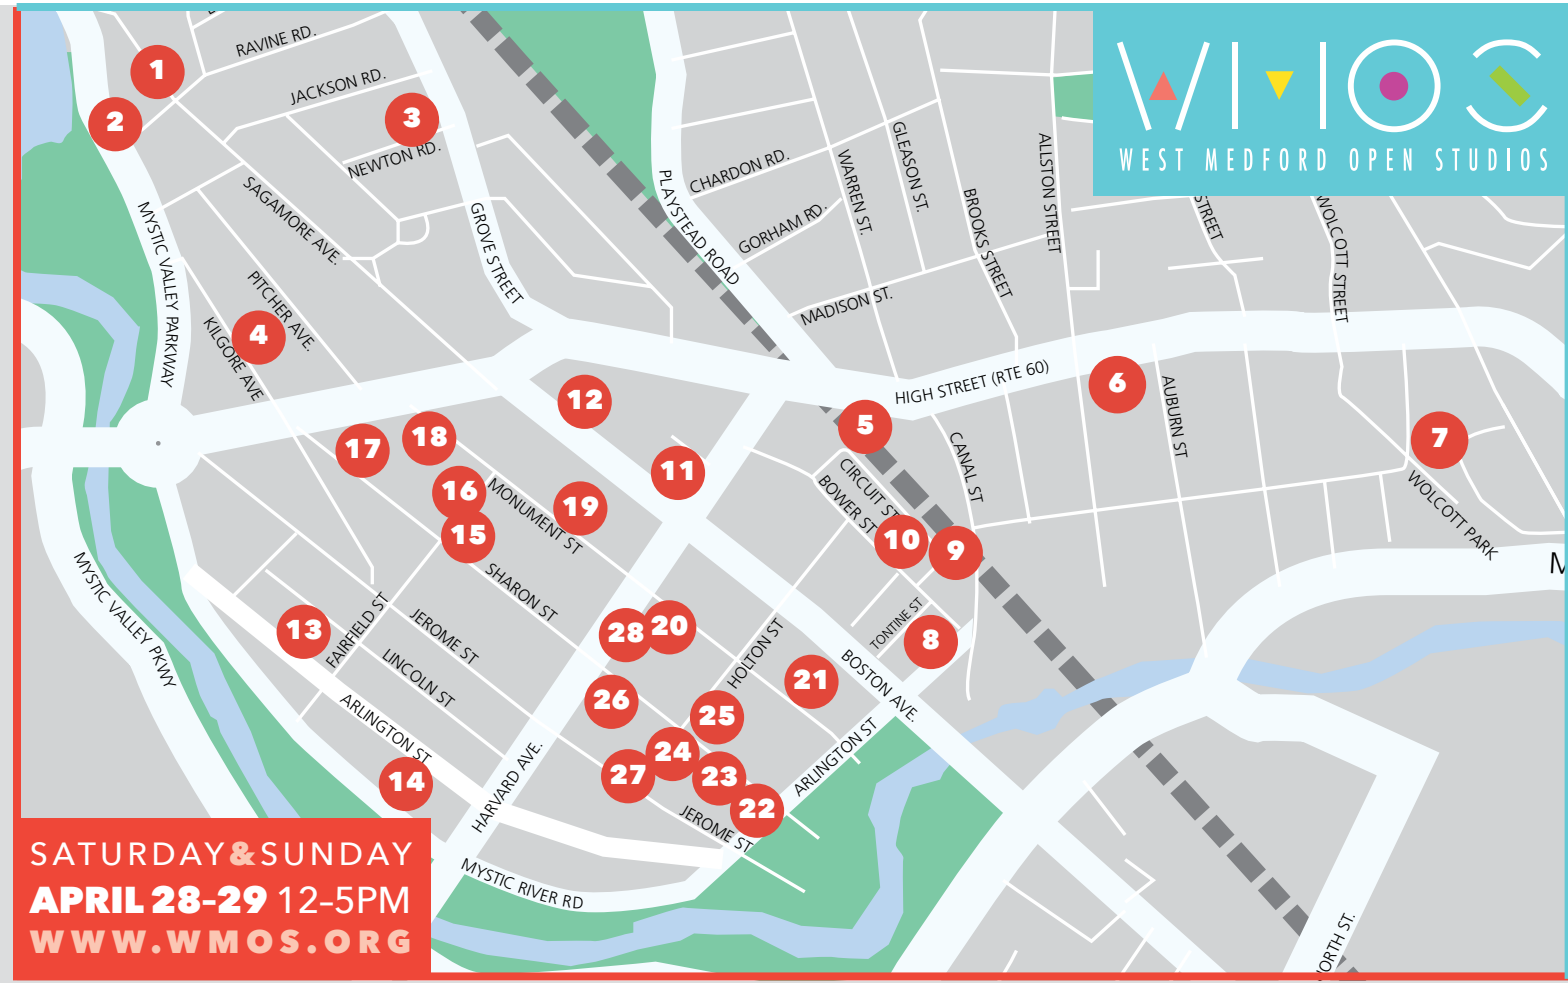 RAVINE RD.
JACKSON RD.
NEWTON RD.
1
2
3
WMOS
WEST MEDFORD OPEN STUDIOS
SAGAMORE AVE.
MYSTIC VALLEY PARKWAY
GROVE STREET
PLAYSTEAD ROAD
CHARDON RD.
GORHAM RD.
WARREN ST.
GLEASON ST.
BROOKS STREET
ALLSTON STREET
STREET
WOLCOTT STREET
MADISON ST.
PITCHER AVE.
KILGORE AVE
4
HIGH STREET (RTE 60)
6
AUBURN ST
12
5
7
17
18
11
CANAL ST
CIRCUIT ST
BOWER ST
WOLCOTT PARK
16
19
MONUMENT ST
15
10
9
M
MYSTIC VALLEY PKWY
SHARON ST
FAIRFIELD ST
JEROME ST
LINCOLN ST
13
28
20
HOLTON ST
TONTINE ST.
8
BOSTON AVE.
21
26
25
ARLINGTON ST
24
27
23
22
ARLINGTON ST
14
HARVARD AVE.
JEROME ST
MYSTIC RIVER RD
NORTH ST.
SATURDAY&SUNDAY
APRIL 28-29 12–5PM
WWW.WMOS.ORG